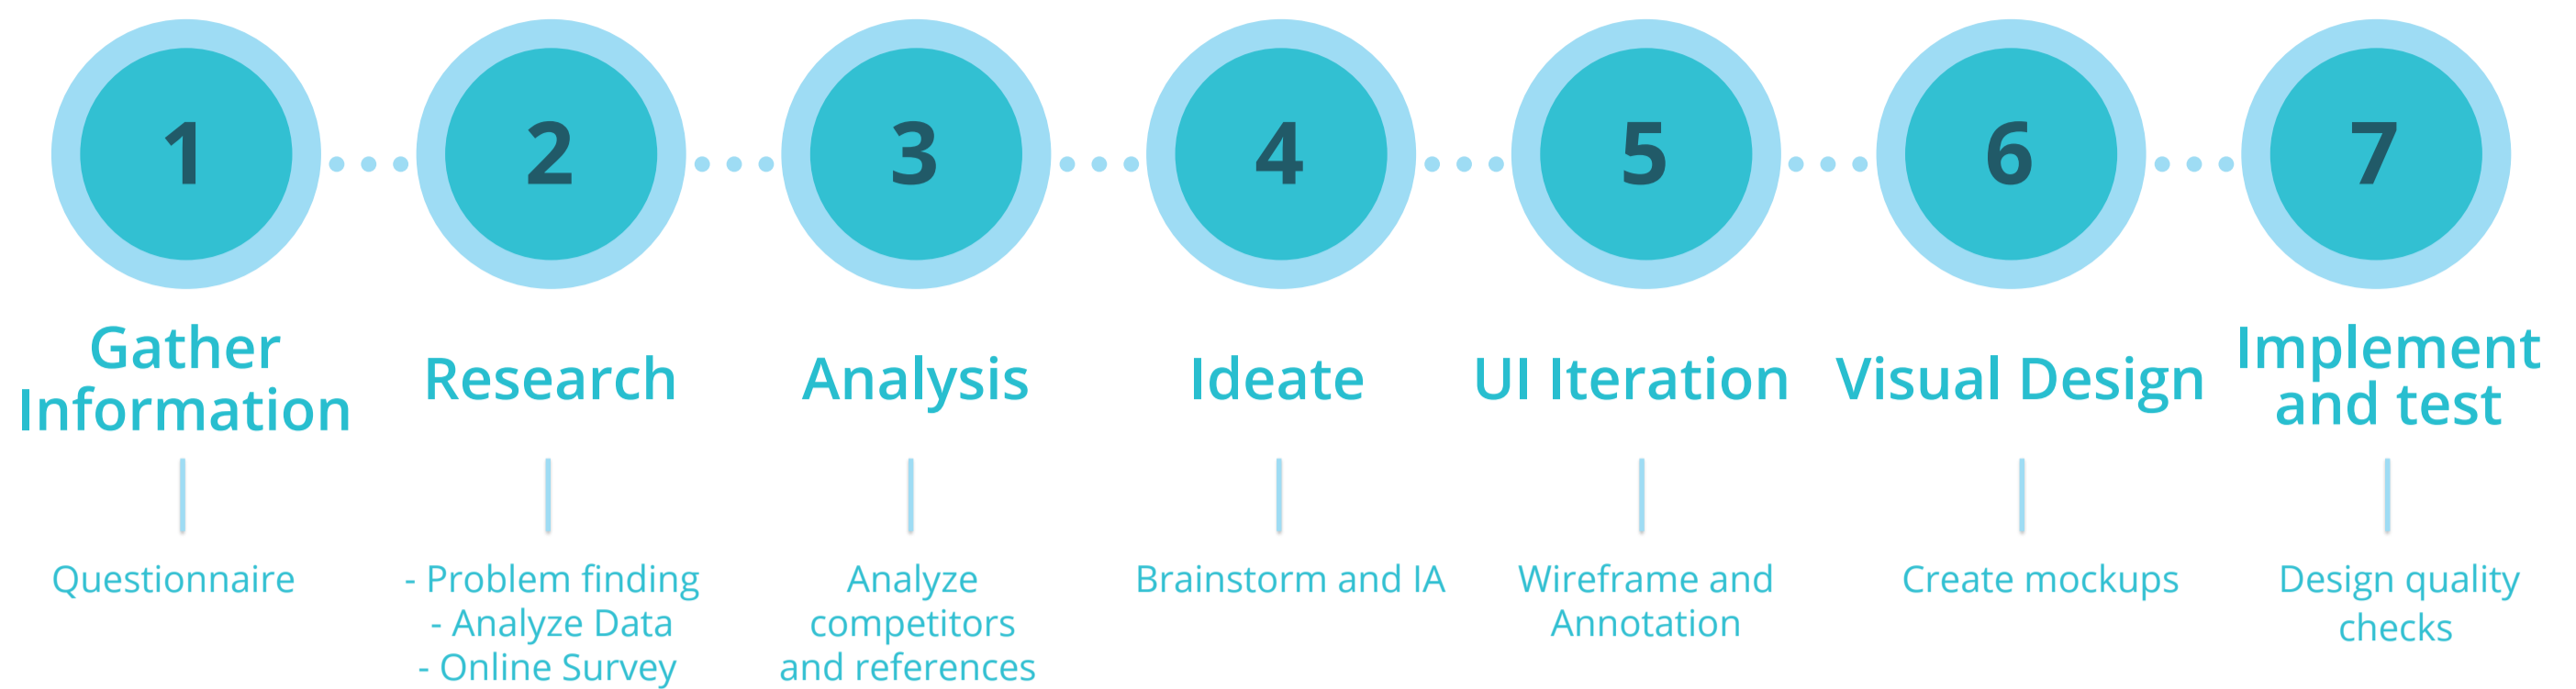 1
2
3
4
5
6
7
Gather
Information
Research
Analysis
Ideate
UI Iteration
Visual Design
Implement
and test
Questionnaire
- Problem finding
- Analyze Data
- Online Survey
Analyze
competitors
and references
Brainstorm and IA
Wireframe and
Annotation
Create mockups
Design quality
checks